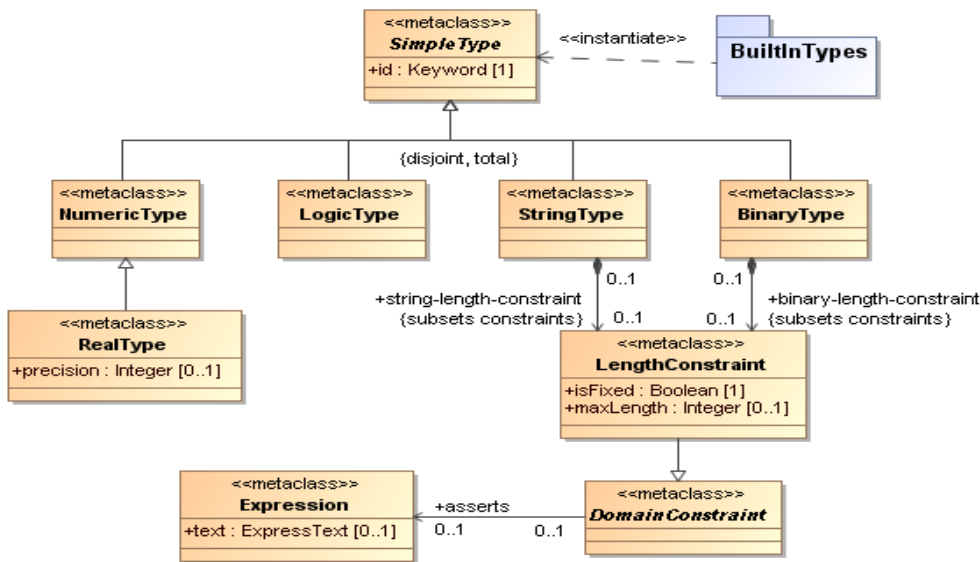 <<metaclass>>
SimpleType
+id : Keyword [1]
<<instantiate>>
BuiltInTypes
{disjoint, total}
<<metaclass>>
NumericType
<<metaclass>>
LogicType
<<metaclass>>
StringType
<<metaclass>>
BinaryType
0..1
0..1
+string-length-constraint
{subsets constraints}
0..1
0..1
+binary-length-constraint
{subsets constraints}
<<metaclass>>
RealType
+precision : Integer [0..1]
<<metaclass>>
LengthConstraint
+isFixed : Boolean [1]
+maxLength : Integer [0..1]
<<metaclass>>
Expression
+text : ExpressText [0..1]
+asserts
0..1
0..1
<<metaclass>>
DomainConstraint